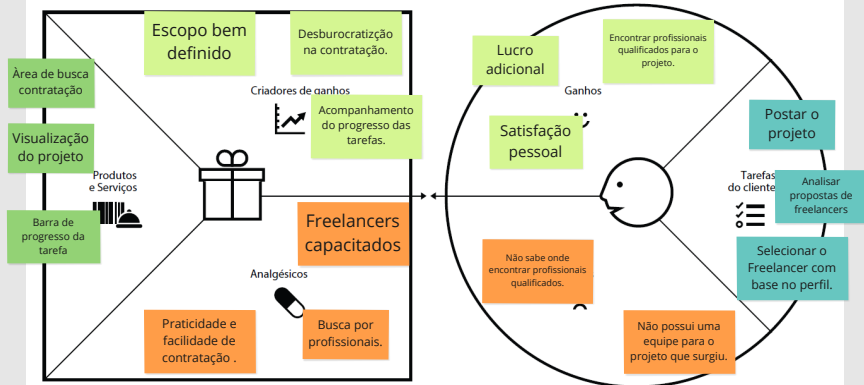 Escopo bem
definido
Desburocratizção
na contratação.
Criadores de ganhos
Acompanhamento
do progresso das
tarefas.
Àrea de busca
contratação
Visualização
do projeto
Produtos
e Serviços
Barra de
progresso da
tarefa
Freelancers
capacitados
Analgésicos
Praticidade e
facilidade de
contratação .
Busca por
profissionais.
Lucro
adicional
Encontrar profissionais
qualificados para o
projeto.
Ganhos
Satisfação
pessoal
Postar o
projeto
Tarefas
do cliente
Analisar
propostas de
freelancers
Selecionar o
Freelancer com
base no perfil.
Não sabe onde
encontrar profissionais
qualificados.
Não possui uma
equipe para o
projeto que surgiu.